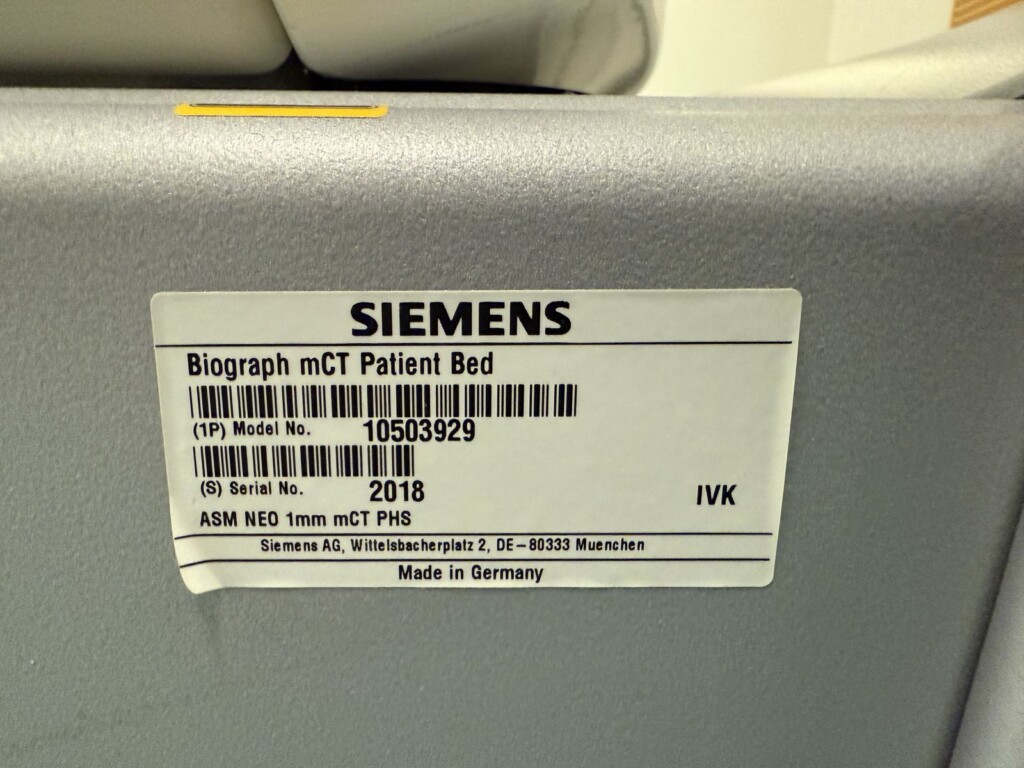 SIEMENS
Biograph mCT Patient Bed
(1P) Model No. 10503929
(S) Serial No. 2018
IVK
ASM NEO 1mm mCT PHS
Siemens AG, Wittelsbacherplatz 2, DE-80333 Muenchen
Made in Germany